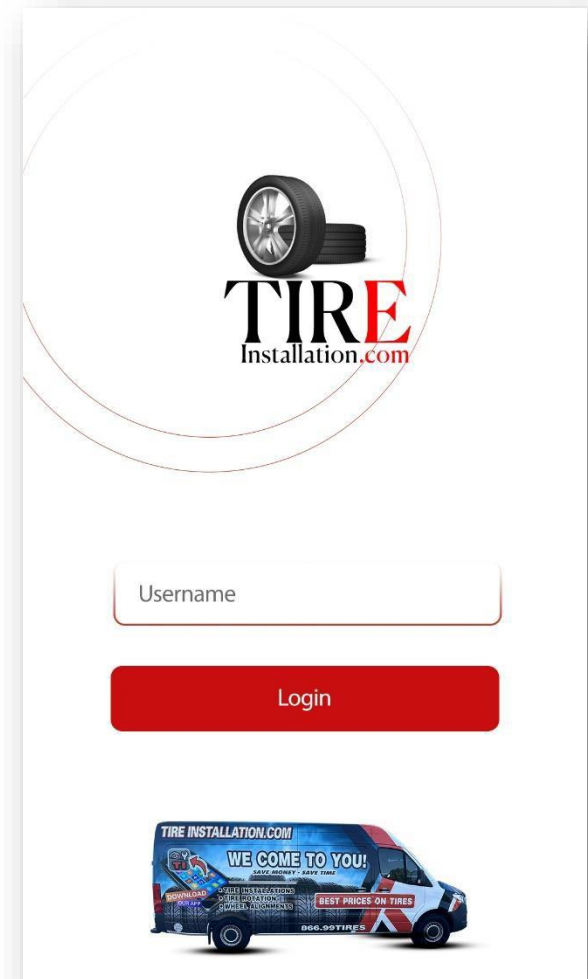 TIRE
Installation.com
Username
Login
TIRE INSTALLATION.COM
WE COME TO YOU!
SAVE MONEY - SAVE TIME
DOWNLOAD
OUR APP
• TIRE INSTALLATIONS
• TIRE ROTATION
• WHEEL ALIGNMENTS
BEST PRICES ON TIRES
866.99TIRES